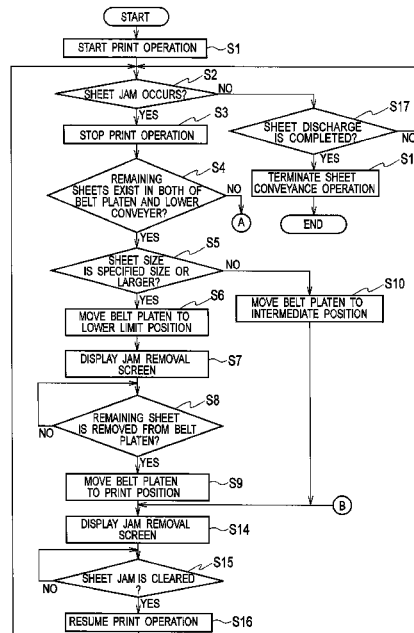 START
START PRINT OPERATION
S1
S2
SHEET JAM OCCURS?
NO
YES
S3
STOP PRINT OPERATION
S17
SHEET DISCHARGE
IS COMPLETED?
NO
YES
S1
TERMINATE SHEET
CONVEYANCE OPERATION
END
S4
REMAINING
SHEETS EXIST IN BOTH OF
BELT PLATEN AND LOWER
CONVEYER?
NO
A
YES
S5
SHEET SIZE
IS SPECIFIED SIZE OR
LARGER?
NO
YES
S6
MOVE BELT PLATEN TO
LOWER LIMIT POSITION
S10
MOVE BELT PLATEN TO
INTERMEDIATE POSITION
DISPLAY JAM REMOVAL
SCREEN
S7
S8
REMAINING SHEET
IS REMOVED FROM BELT
PLATEN?
NO
YES
MOVE BELT PLATEN
TO PRINT POSITION
S9
B
DISPLAY JAM REMOVAL
SCREEN
S14
S15
SHEET JAM IS CLEARED
?
NO
YES
RESUME PRINT OPERATION
S16